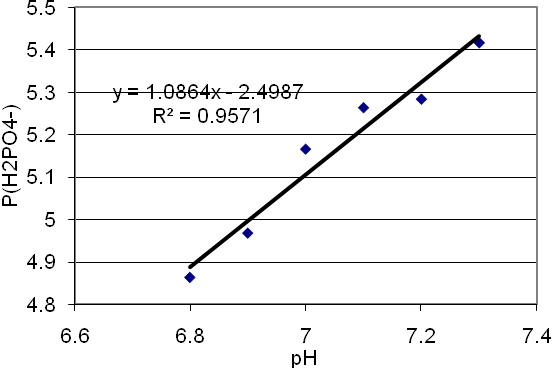 5.5
5.4
5.3
5.2
5.1
5
4.9
4.8
P(H2PO4-)
y = 1.0864x - 2.4987
R² = 0.9571
6.6 6.8 7 7.2 7.4
pH